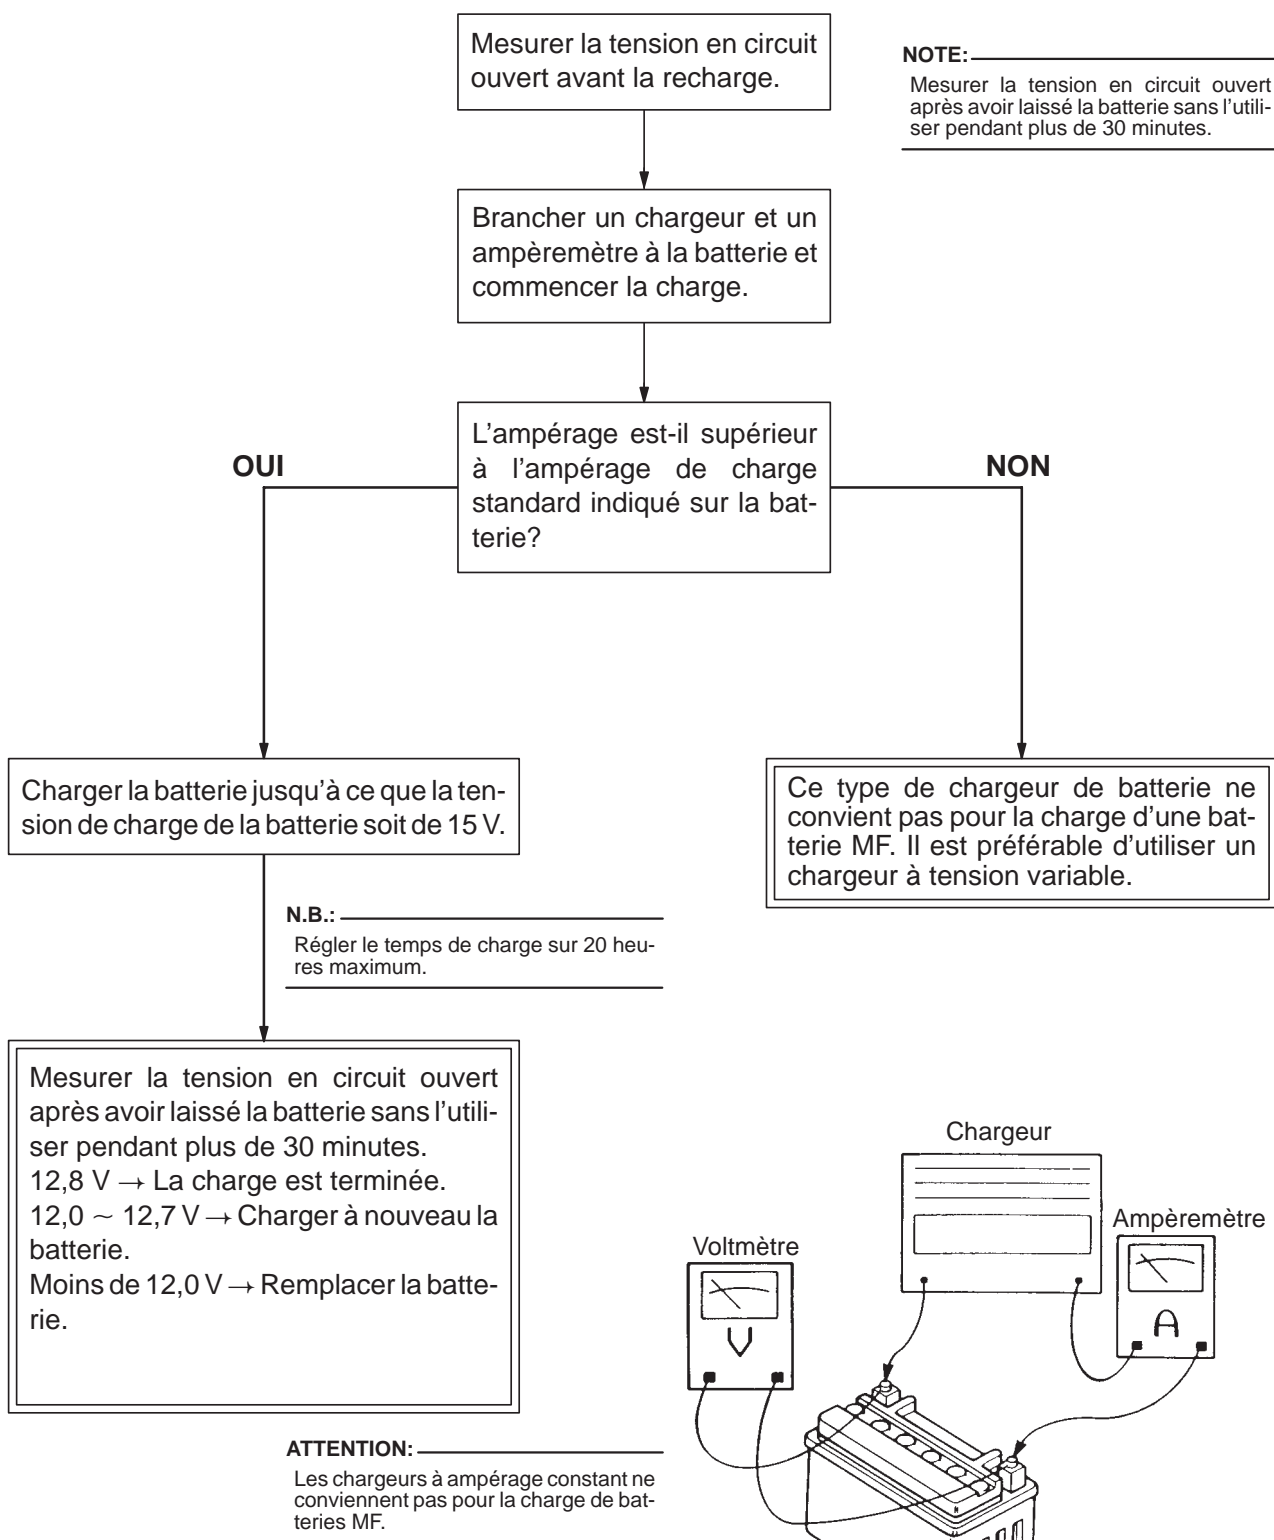 Mesurer la tension en circuit
ouvert avant la recharge.
NOTE:
Mesurer la tension en circuit ouvert
après avoir laissé la batterie sans l'utili-
ser pendant plus de 30 minutes.
Brancher un chargeur et un
ampèremètre à la batterie et
commencer la charge.
L'ampérage est-il supérieur
à l'ampérage de charge
standard indiqué sur la bat-
terie?
OUI
NON
Charger la batterie jusqu'à ce que la ten-
sion de charge de la batterie soit de 15 V.
Ce type de chargeur de batterie ne
convient pas pour la charge d'une bat-
terie MF. Il est préférable d'utiliser un
chargeur à tension variable.
N.B.:
Régler le temps de charge sur 20 heu-
res maximum.
Mesurer la tension en circuit ouvert
après avoir laissé la batterie sans l'utili-
ser pendant plus de 30 minutes.
12,8 V → La charge est terminée.
12,0 ~ 12,7 V → Charger à nouveau la
batterie.
Moins de 12,0 V → Remplacer la batte-
rie.
Chargeur
Ampèremètre
Voltmètre
V
A
ATTENTION:
Les chargeurs à ampérage constant ne
conviennent pas pour la charge de bat-
teries MF.